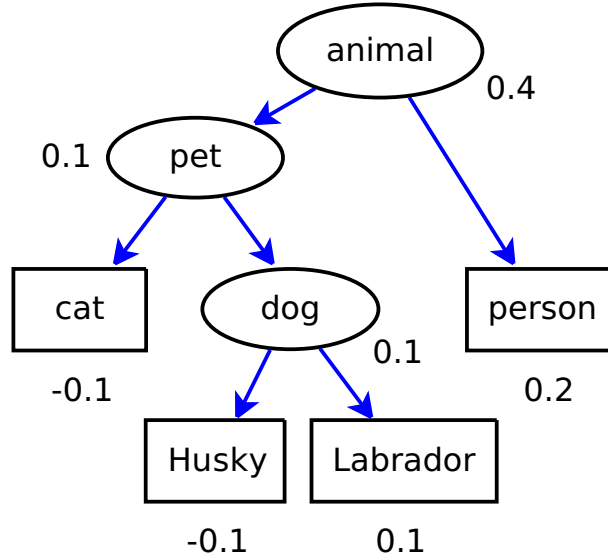 animal
0.4
0.1
pet
cat
dog
person
-0.1
0.1
0.2
Husky
Labrador
-0.1
0.1